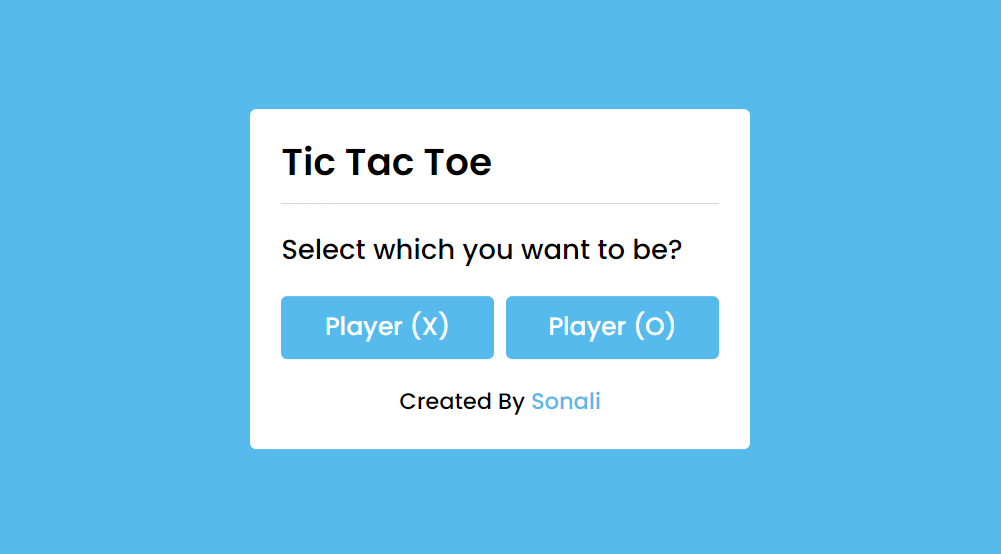 Tic Tac Toe
Select which you want to be?
Player (X) Player (O)
Created By Sonali